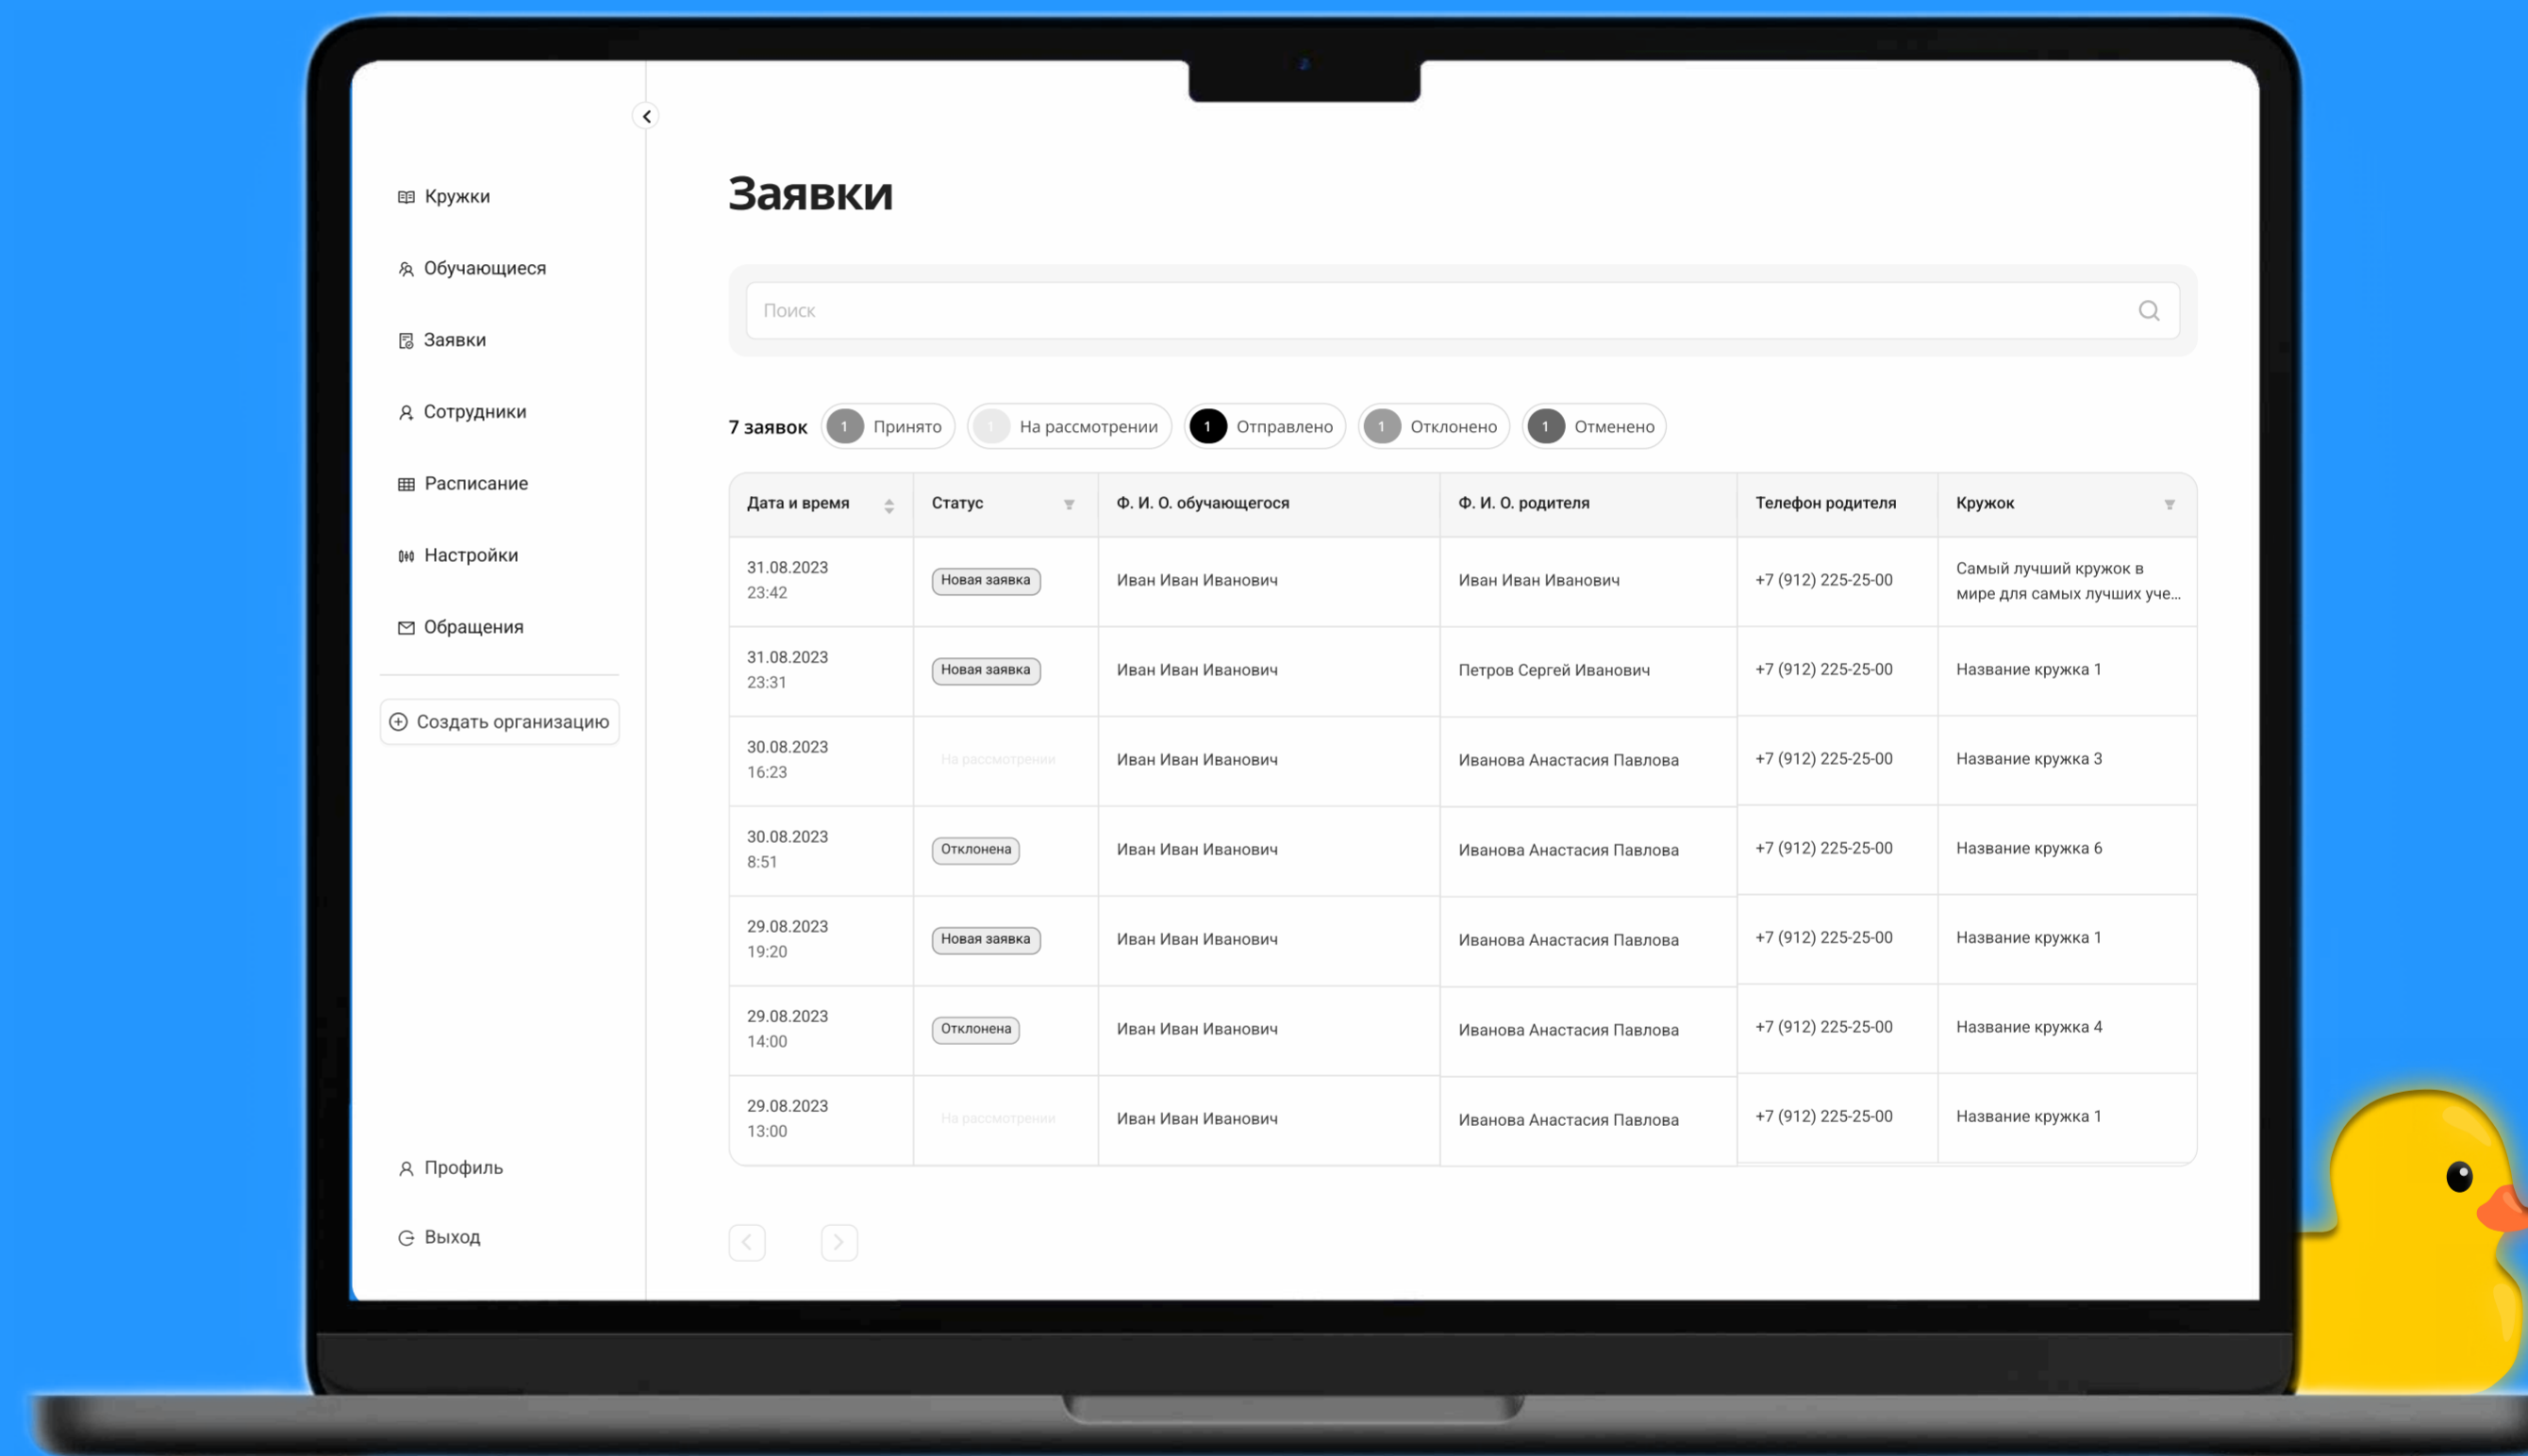 Кружки
Обучающиеся
Заявки
Сотрудники
Расписание
Настройки
Обращения
Создать организацию
Профиль
Выход
Заявки
Поиск
7 заявок 1 Принято 1 На рассмотрении 1 Отправлено 1 Отклонено 1 Отменено
Дата и время Статус Ф. И. О. обучающегося Ф. И. О. родителя Телефон родителя Кружок
31.08.2023
23:42
Новая заявка
Иван Иван Иванович
Иван Иван Иванович
+7 (912) 225-25-00
Самый лучший кружок в
мире для самых лучших уче...
31.08.2023
23:31
Новая заявка
Иван Иван Иванович
Петров Сергей Иванович
+7 (912) 225-25-00
Название кружка 1
30.08.2023
16:23
На рассмотрении
Иван Иван Иванович
Иванова Анастасия Павлова
+7 (912) 225-25-00
Название кружка 3
30.08.2023
8:51
Отклонена
Иван Иван Иванович
Иванова Анастасия Павлова
+7 (912) 225-25-00
Название кружка 6
29.08.2023
19:20
Новая заявка
Иван Иван Иванович
Иванова Анастасия Павлова
+7 (912) 225-25-00
Название кружка 1
29.08.2023
14:00
Отклонена
Иван Иван Иванович
Иванова Анастасия Павлова
+7 (912) 225-25-00
Название кружка 4
29.08.2023
13:00
На рассмотрении
Иван Иван Иванович
Иванова Анастасия Павлова
+7 (912) 225-25-00
Название кружка 1